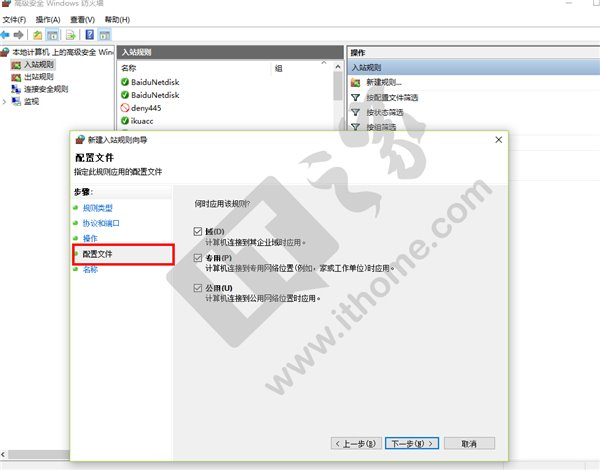 高级安全 Windows 防火墙
文件(F) 操作(A) 查看(V) 帮助(H)
本地计算机 上的高级安全 Wind
入站规则
出站规则
连接安全规则
监视
入站规则
名称 组
BaiduNetdisk
BaiduNetdisk
deny445
ikuacc
操作
入站规则
新建规则...
按配置文件筛选
按状态筛选
按组筛选
新建入站规则向导
配置文件
指定此规则应用的配置文件
步骤:
规则类型
协议和端口
操作
配置文件
名称
何时应用该规则?
域(D)
计算机连接到其企业域时应用。
专用(P)
计算机连接到专用网络位置(例如,家或工作单位)时应用。
公用(U)
计算机连接到公用网络位置时应用。
< 上一步(B)
下一步(N) >
取消
IT之家
www.ithome.com